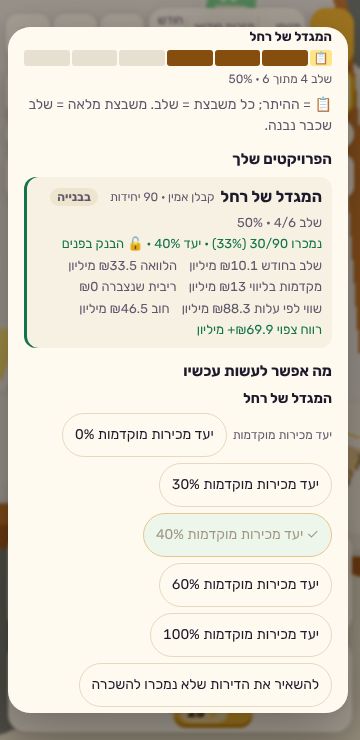 המגדל של רחל
שלב 4 מתוך 6 • 50%
📋 = ההיתר; כל משבצת = שלב. משבצת מלאה = שלב
שכבר נבנה.
הפרויקטים שלך
המגדל של רחל קבלן אמין • 90 יחידות בבנייה
שלב 4/6 • 50%
נמכרו 30/90 (33%) • יעד 40% • 🔓 הבנק בפנים
שלב בחודש ₪10.1 מיליון הלוואה ₪33.5 מיליון
מקדמות בליווי ₪13 מיליון ריבית שנצברה ₪0
שווי לפי עלות ₪88.3 מיליון חוב ₪46.5 מיליון
רווח צפוי ₪69.9+ מיליון
מה אפשר לעשות עכשיו
המגדל של רחל
יעד מכירות מוקדמות יעד מכירות מוקדמות 0%
יעד מכירות מוקדמות 30%
✓ יעד מכירות מוקדמות 40%
יעד מכירות מוקדמות 60%
יעד מכירות מוקדמות 100%
להשאיר את הדירות שלא נמכרו להשכרה